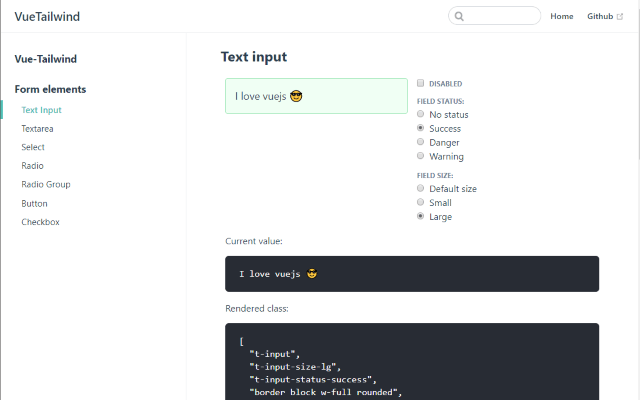 VueTailwind
Home
Github
Vue-Tailwind
Form elements
Text Input
Textarea
Select
Radio
Radio Group
Button
Checkbox
Text input
I love vuejs 😎
DISABLED
FIELD STATUS:
No status
Success
Danger
Warning
FIELD SIZE:
Default size
Small
Large
Current value:
I love vuejs 😎
Rendered class:
[
"t-input",
"t-input-size-lg",
"t-input-status-success",
"border block w-full rounded",